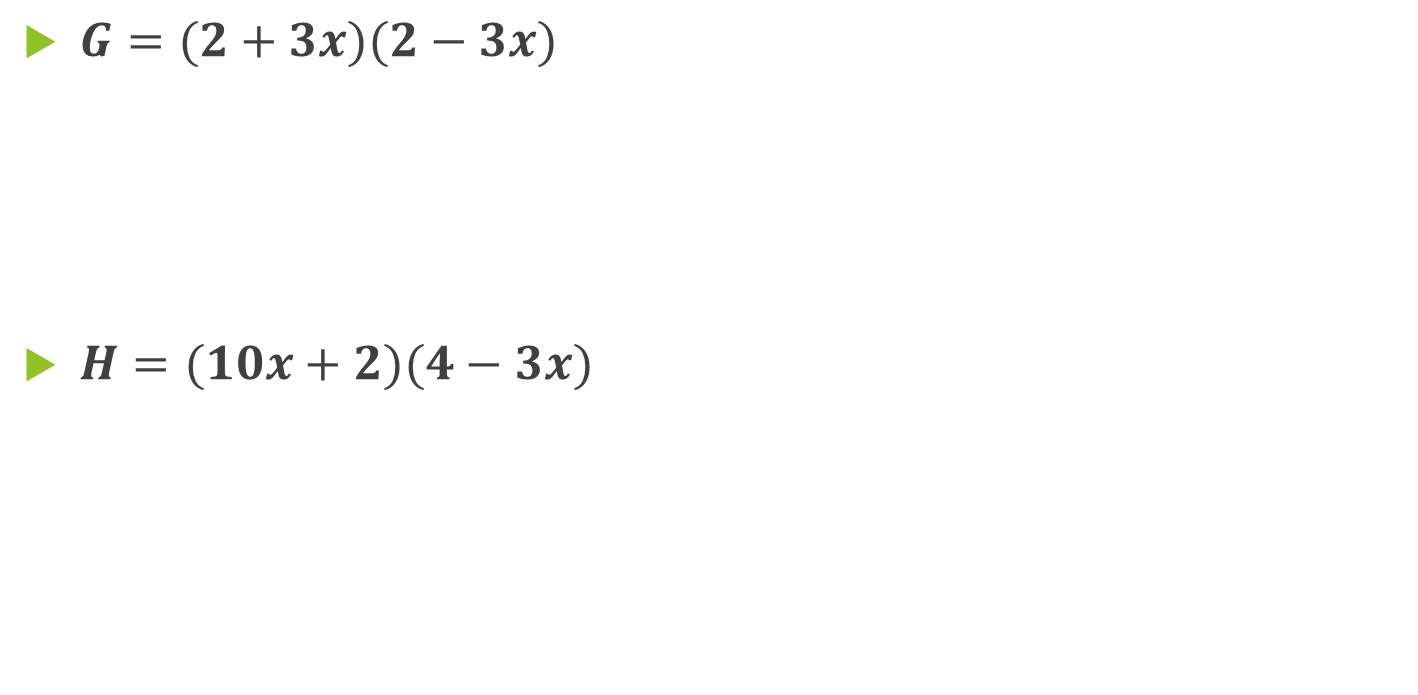 ▶ G = (2 + 3x)(2 − 3x)
▶ H = (10x + 2)(4 − 3x)